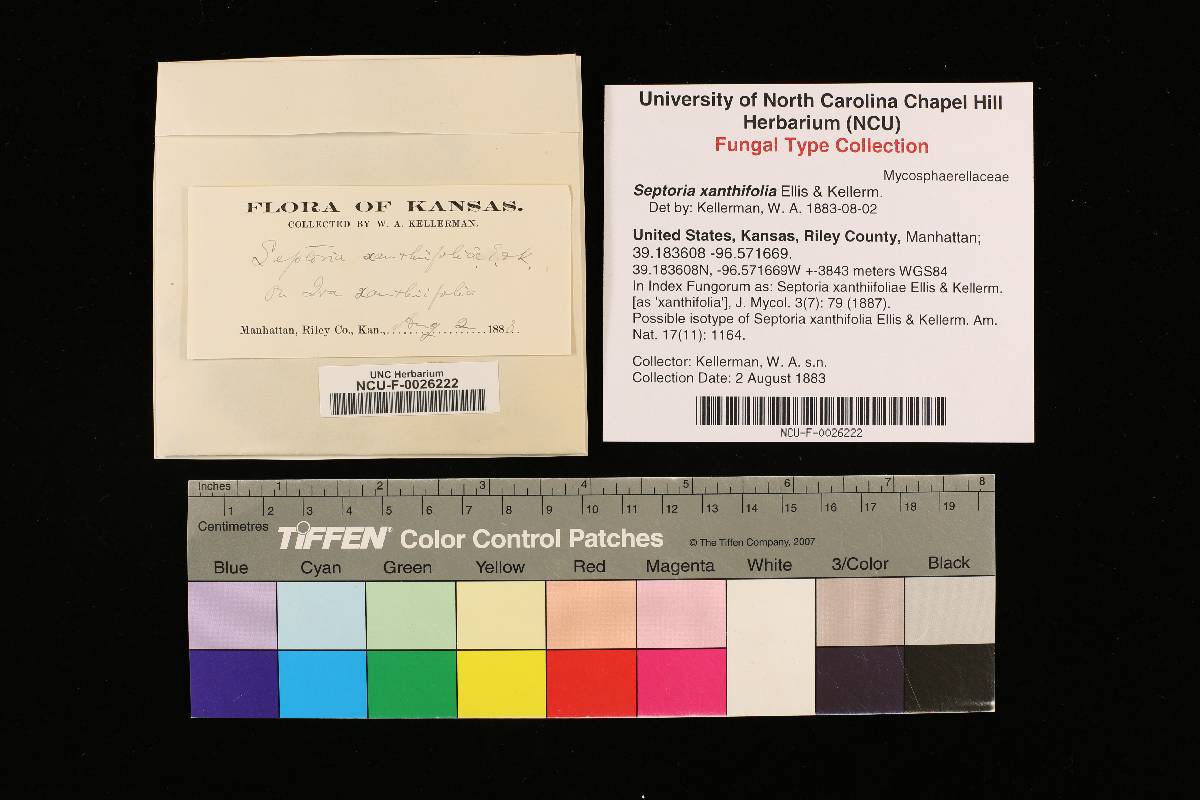 FLORA OF KANSAS.
COLLECTED BY W. A. KELLERMAN.
Septoria xanthiifoliae E & K.
On Iva xanthiifolia
Manhattan, Riley Co., Kan., Aug 2 1883.
UNC Herbarium
NCU-F-0026222
University of North Carolina Chapel Hill
Herbarium (NCU)
Fungal Type Collection
Mycosphaerellaceae
Septoria xanthifolia Ellis & Kellerm.
Det by: Kellerman, W. A. 1883-08-02
United States, Kansas, Riley County, Manhattan;
39.183608 -96.571669.
39.183608N, -96.571669W +-3843 meters WGS84
In Index Fungorum as: Septoria xanthiifoliae Ellis & Kellerm.
[as 'xanthifolia'], J. Mycol. 3(7): 79 (1887).
Possible isotype of Septoria xanthifolia Ellis & Kellerm. Am.
Nat. 17(11): 1164.
Collector: Kellerman, W. A. s.n.
Collection Date: 2 August 1883
NCU-F-0026222
Inches 1 2 3 4 5 6 7 8
1 2 3 4 5 6 7 8 9 10 11 12 13 14 15 16 17 18 19
Centimetres
TIFFEN® Color Control Patches © The Tiffen Company, 2007
Blue Cyan Green Yellow Red Magenta White 3/Color Black